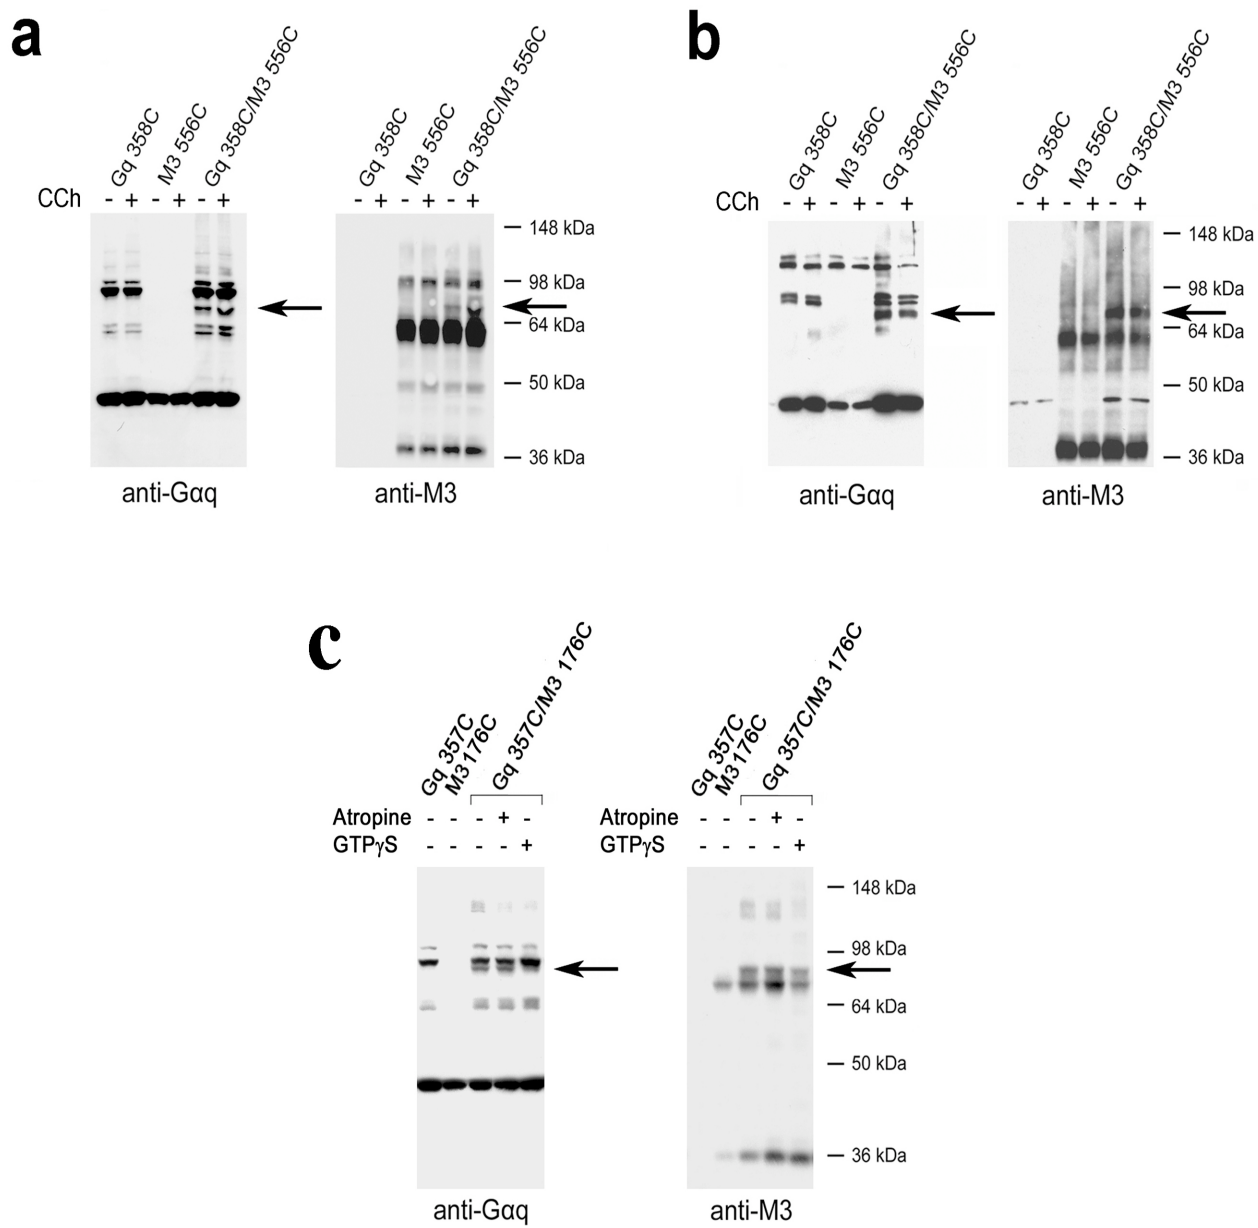 a
Gq 358C
M3 556C
Gq 358C/M3 556C
Gq 358C
M3 556C
Gq 358C/M3 556C
CCh - + - + - + - + - + - +
148 kDa
98 kDa
64 kDa
50 kDa
36 kDa
anti-Gαq
anti-M3
b
Gq 358C
M3 556C
Gq 358C/M3 556C
Gq 358C
M3 556C
Gq 358C/M3 556C
CCh - + - + - + - + - + - +
148 kDa
98 kDa
64 kDa
50 kDa
36 kDa
anti-Gαq
anti-M3
c
Gq 357C
M3 176C
Gq 357C/M3 176C
Atropine - - - + -
GTPγS - - - - +
Gq 357C
M3 176C
Gq 357C/M3 176C
Atropine - - - + -
GTPγS - - - - +
148 kDa
98 kDa
64 kDa
50 kDa
36 kDa
anti-Gαq
anti-M3